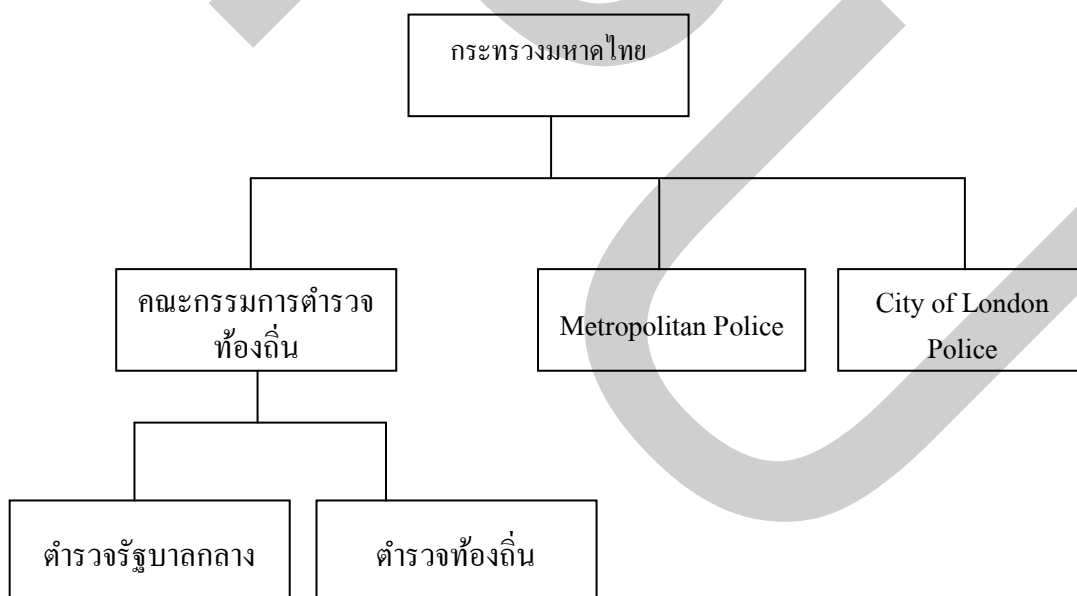 กระทรวงมหาดไทย
คณะกรรมการตำรวจ
ท้องถิ่น
Metropolitan Police
City of London
Police
ตำรวจรัฐบาลกลาง
ตำรวจท้องถิ่น